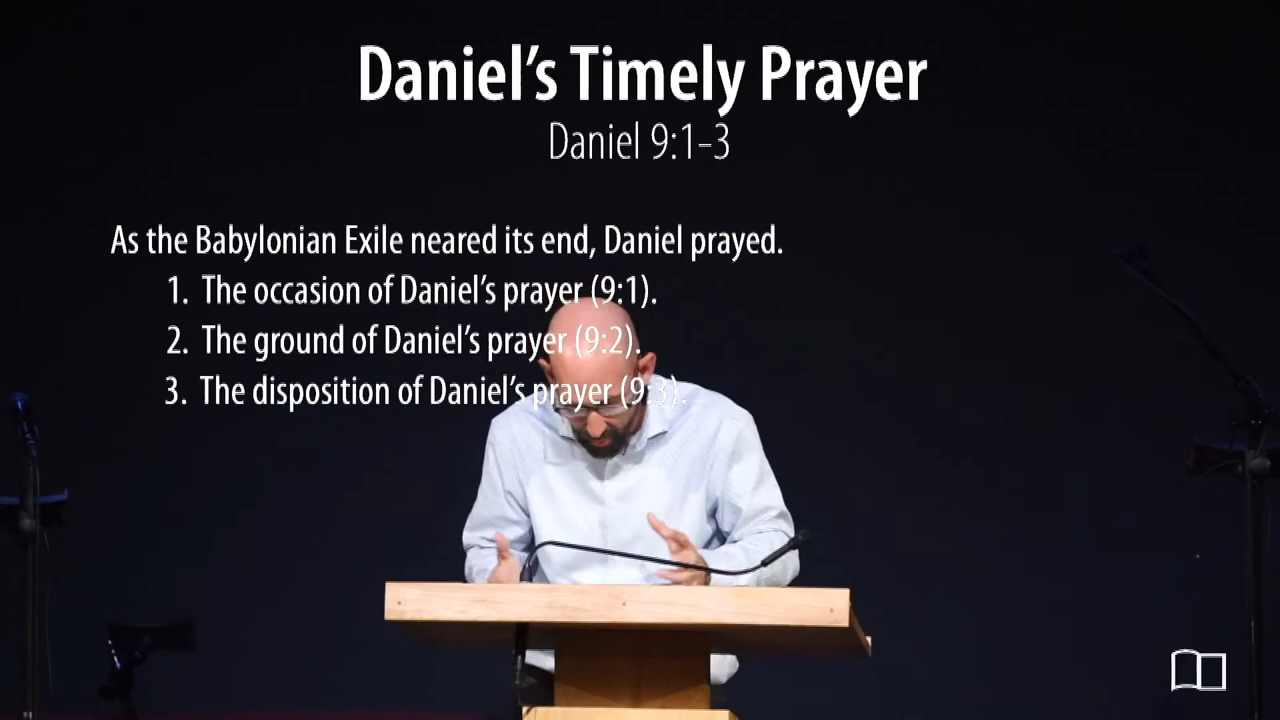 Daniel’s Timely Prayer
Daniel 9:1-3
As the Babylonian Exile neared its end, Daniel prayed.
1. The occasion of Daniel’s prayer (9:1).
2. The ground of Daniel’s prayer (9:2).
3. The disposition of Daniel’s prayer (9:3).